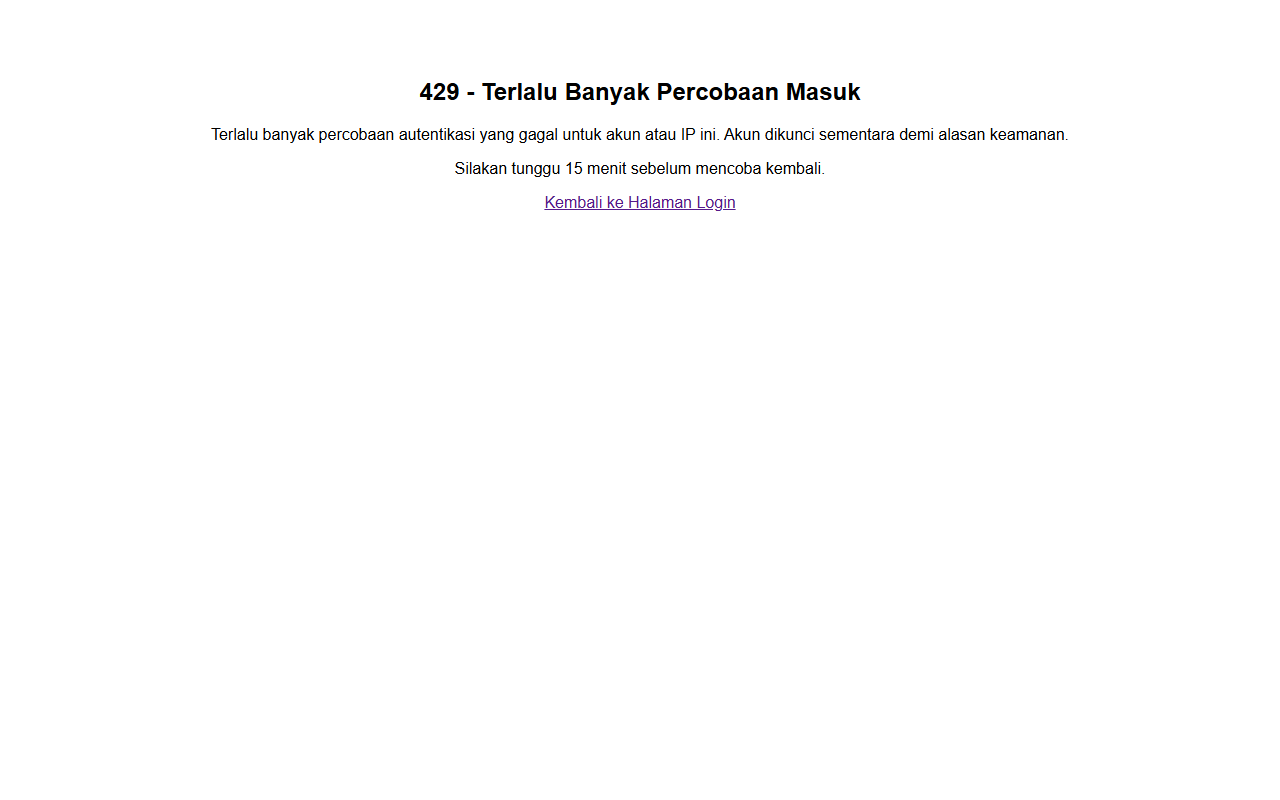 429 - Terlalu Banyak Percobaan Masuk
Terlalu banyak percobaan autentikasi yang gagal untuk akun atau IP ini. Akun dikunci sementara demi alasan keamanan.
Silakan tunggu 15 menit sebelum mencoba kembali.
Kembali ke Halaman Login